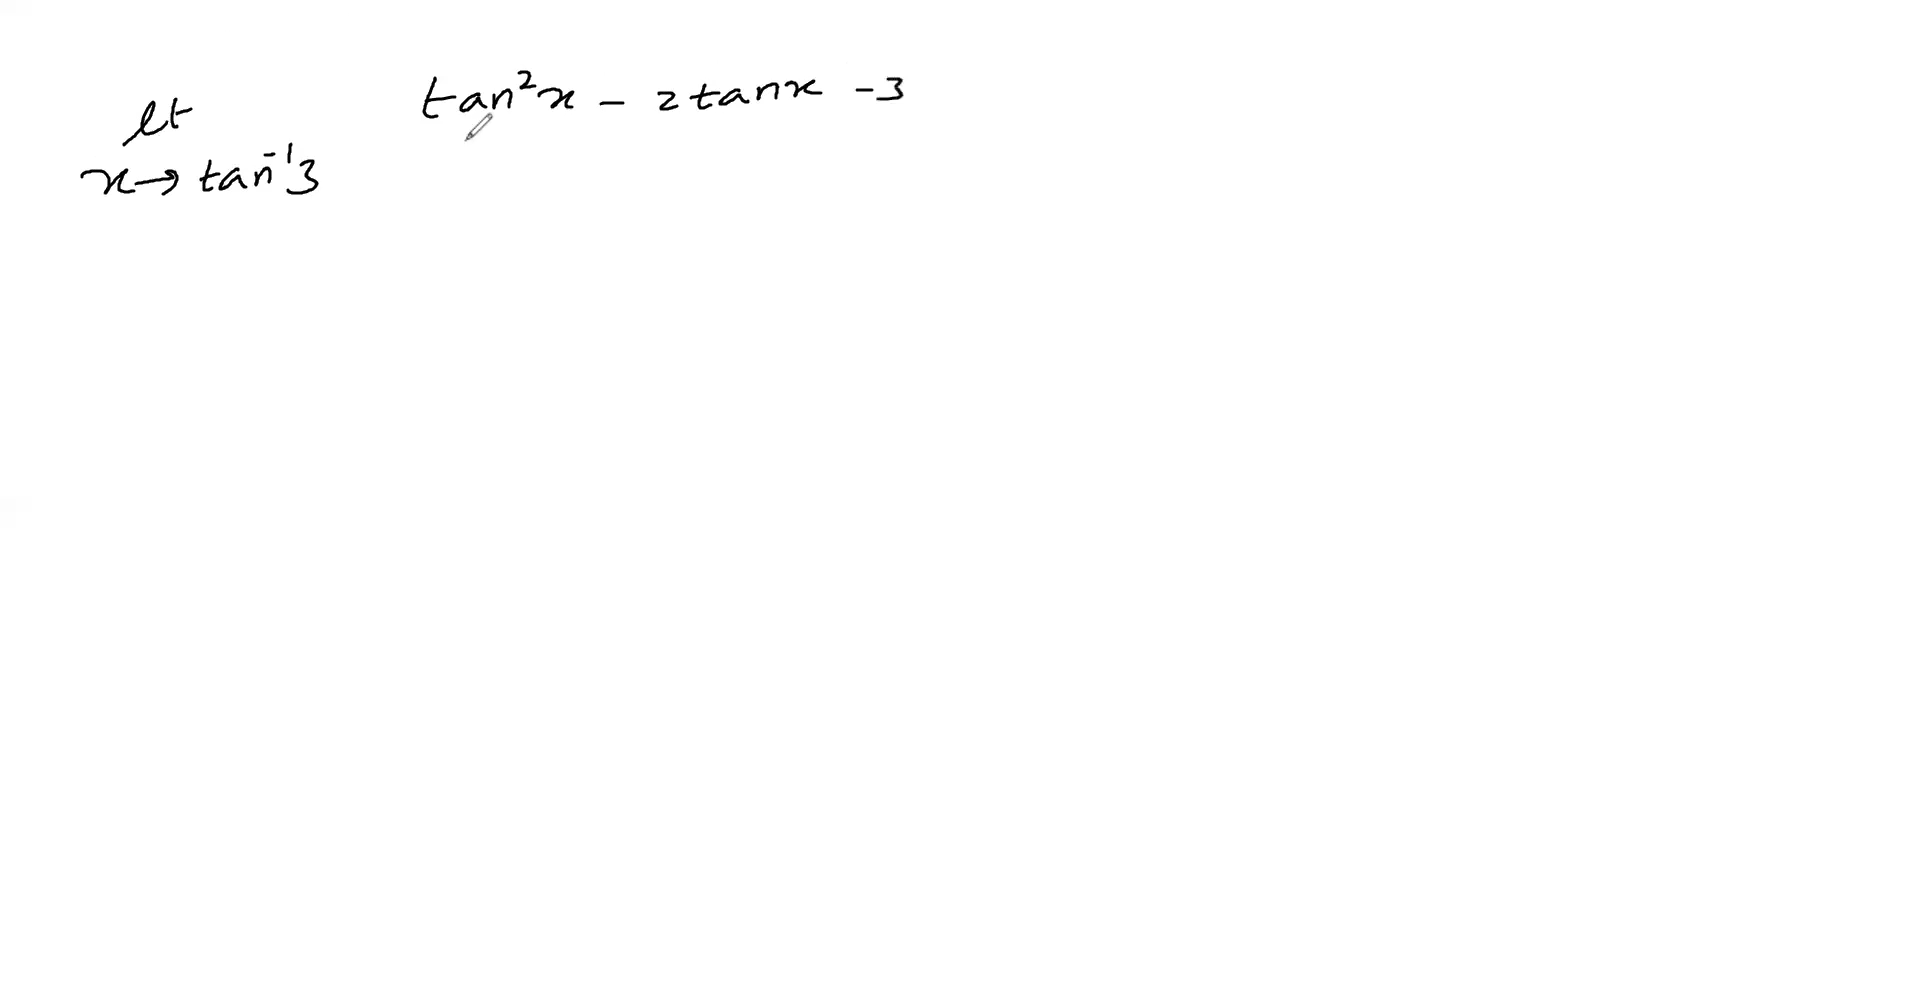 lt tan²x - 2tanx -3
x→tan⁻¹3